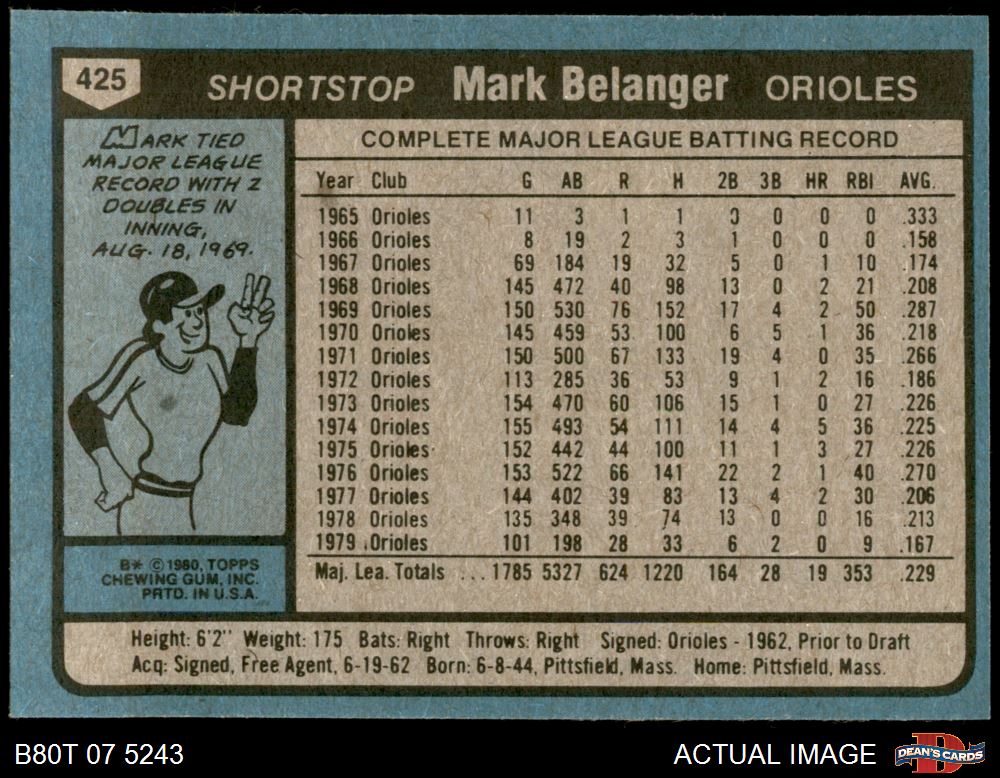 425 SHORTSTOP Mark Belanger ORIOLES
MARK TIED
MAJOR LEAGUE
RECORD WITH 2
DOUBLES IN
INNING,
AUG. 18, 1969.
COMPLETE MAJOR LEAGUE BATTING RECORD
Year Club G AB R H 2B 3B HR RBI AVG.
1965 Orioles 11 3 1 1 0 0 0 0 .333
1966 Orioles 8 19 2 3 1 0 0 0 .158
1967 Orioles 69 184 19 32 5 0 1 10 .174
1968 Orioles 145 472 40 98 13 0 2 21 .208
1969 Orioles 150 530 76 152 17 4 2 50 .287
1970 Orioles 145 459 53 100 6 5 1 36 .218
1971 Orioles 150 500 67 133 19 4 0 35 .266
1972 Orioles 113 285 36 53 9 1 2 16 .186
1973 Orioles 154 470 60 106 15 1 0 27 .226
1974 Orioles 155 493 54 111 14 4 5 36 .225
1975 Orioles 152 442 44 100 11 1 3 27 .226
1976 Orioles 153 522 66 141 22 2 1 40 .270
1977 Orioles 144 402 39 83 13 4 2 30 .206
1978 Orioles 135 348 39 74 13 0 0 16 .213
1979 Orioles 101 198 28 33 6 2 0 9 .167
Maj. Lea. Totals ... 1785 5327 624 1220 164 28 19 353 .229
B* © 1980, TOPPS
CHEWING GUM, INC.
PRTD. IN U.S.A.
Height: 6'2" Weight: 175 Bats: Right Throws: Right Signed: Orioles - 1962, Prior to Draft
Acq: Signed, Free Agent, 6-19-62 Born: 6-8-44, Pittsfield, Mass. Home: Pittsfield, Mass.
B80T 07 5243 ACTUAL IMAGE D DEAN'S CARDS